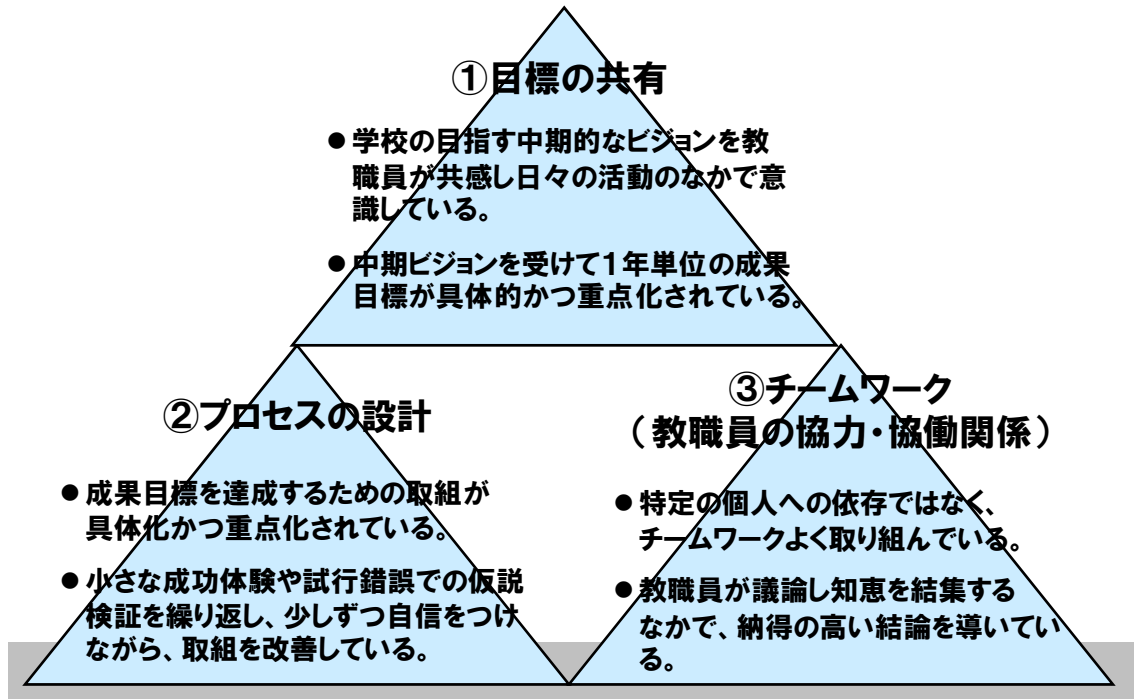 ①目標の共有
● 学校の目指す中期的なビジョンを教
職員が共感し日々の活動のなかで意
識している。
● 中期ビジョンを受けて１年単位の成果
目標が具体的かつ重点化されている。
②プロセスの設計
● 成果目標を達成するための取組が
具体化かつ重点化されている。
● 小さな成功体験や試行錯誤での仮説
検証を繰り返し、少しずつ自信をつけ
ながら、取組を改善している。
③チームワーク
（教職員の協力・協働関係）
● 特定の個人への依存ではなく、
チームワークよく取り組んでいる。
● 教職員が議論し知恵を結集する
なかで、納得の高い結論を導いてい
る。